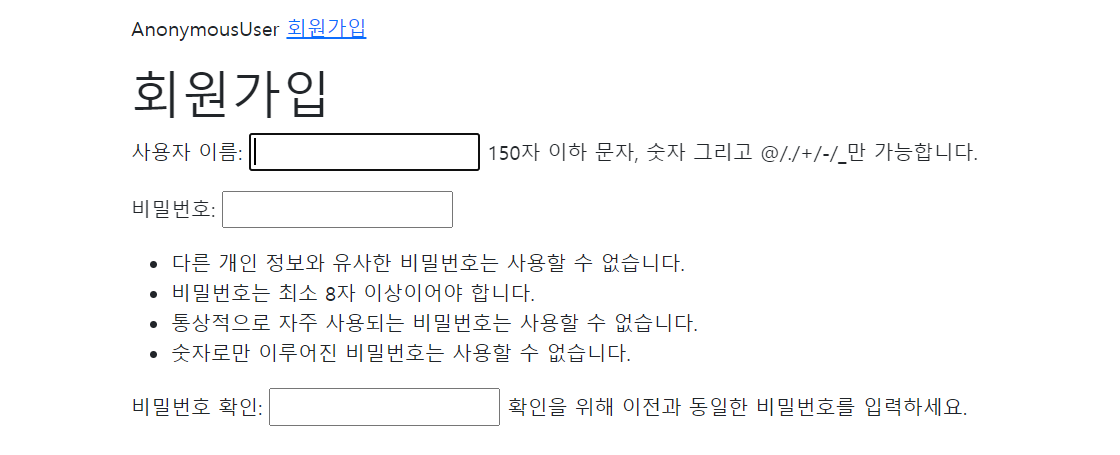 AnonymousUser 회원가입
회원가입
사용자 이름: 150자 이하 문자, 숫자 그리고 @/./+/-/_만 가능합니다.
비밀번호:
• 다른 개인 정보와 유사한 비밀번호는 사용할 수 없습니다.
• 비밀번호는 최소 8자 이상이어야 합니다.
• 통상적으로 자주 사용되는 비밀번호는 사용할 수 없습니다.
• 숫자로만 이루어진 비밀번호는 사용할 수 없습니다.
비밀번호 확인: 확인을 위해 이전과 동일한 비밀번호를 입력하세요.